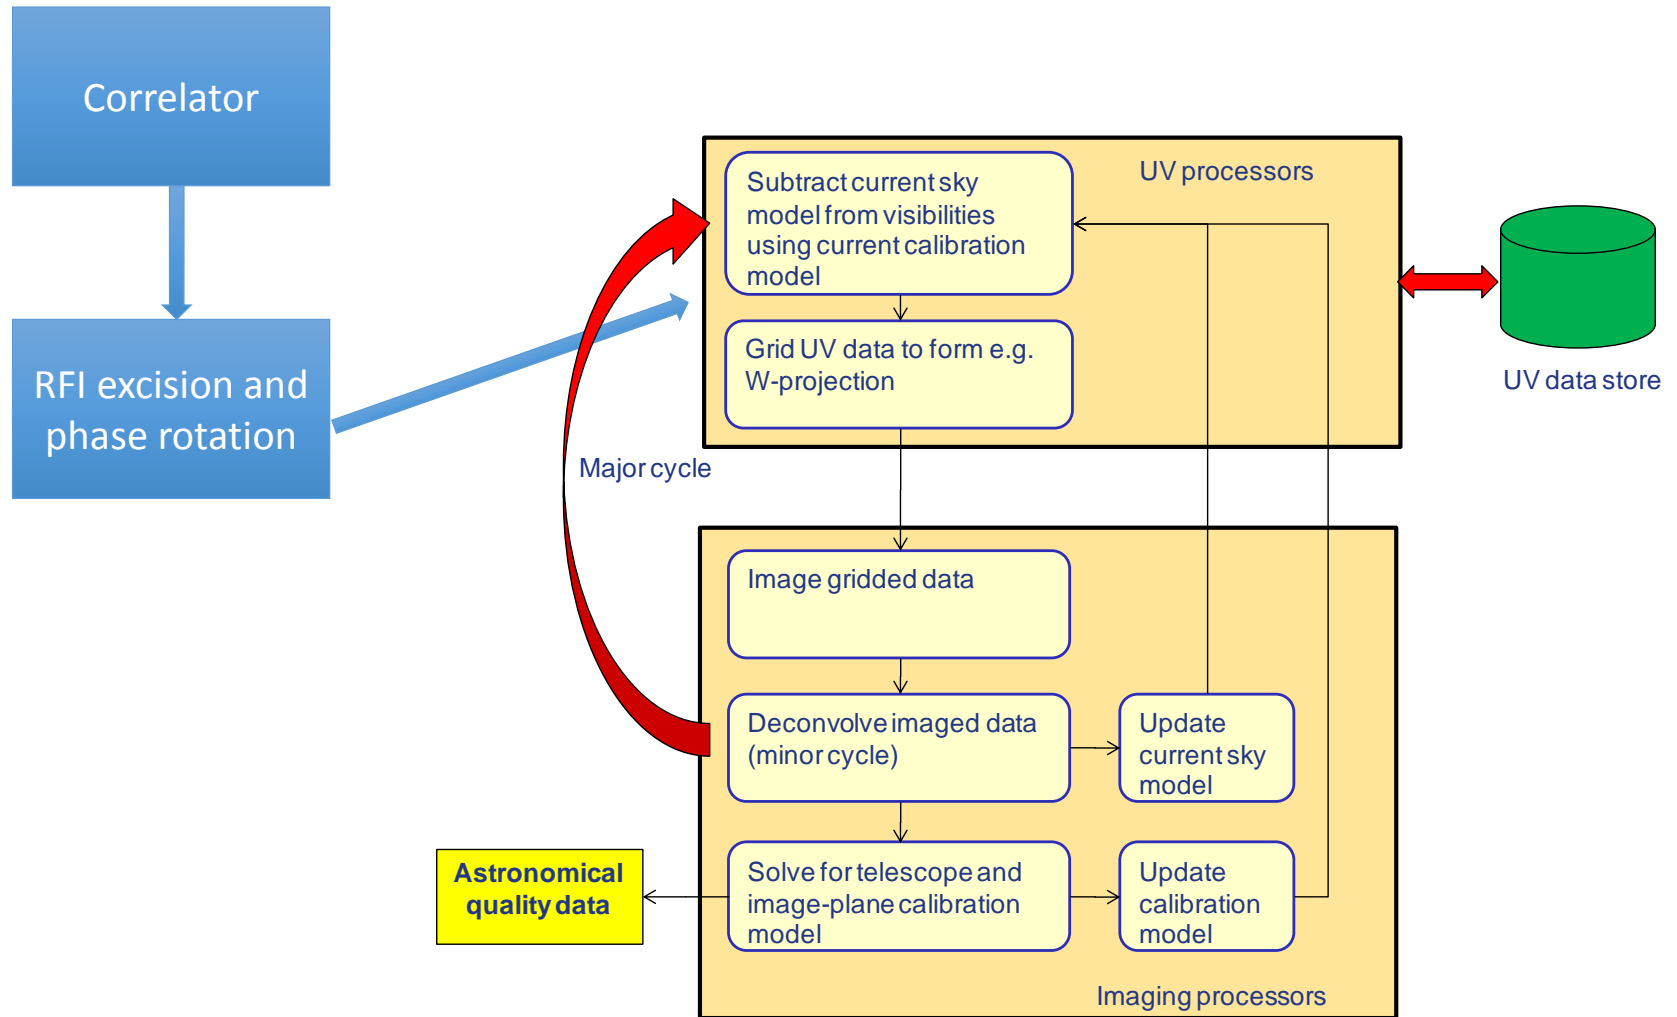 Correlator
RFI excision and
phase rotation
UV processors
Subtract current sky
model from visibilities
using current calibration
model
Grid UV data to form e.g.
W-projection
UV data store
Major cycle
Image gridded data
Deconvolve imaged data
(minor cycle)
Update
current sky
model
Astronomical
quality data
Solve for telescope and
image-plane calibration
model
Update
calibration
model
Imaging processors